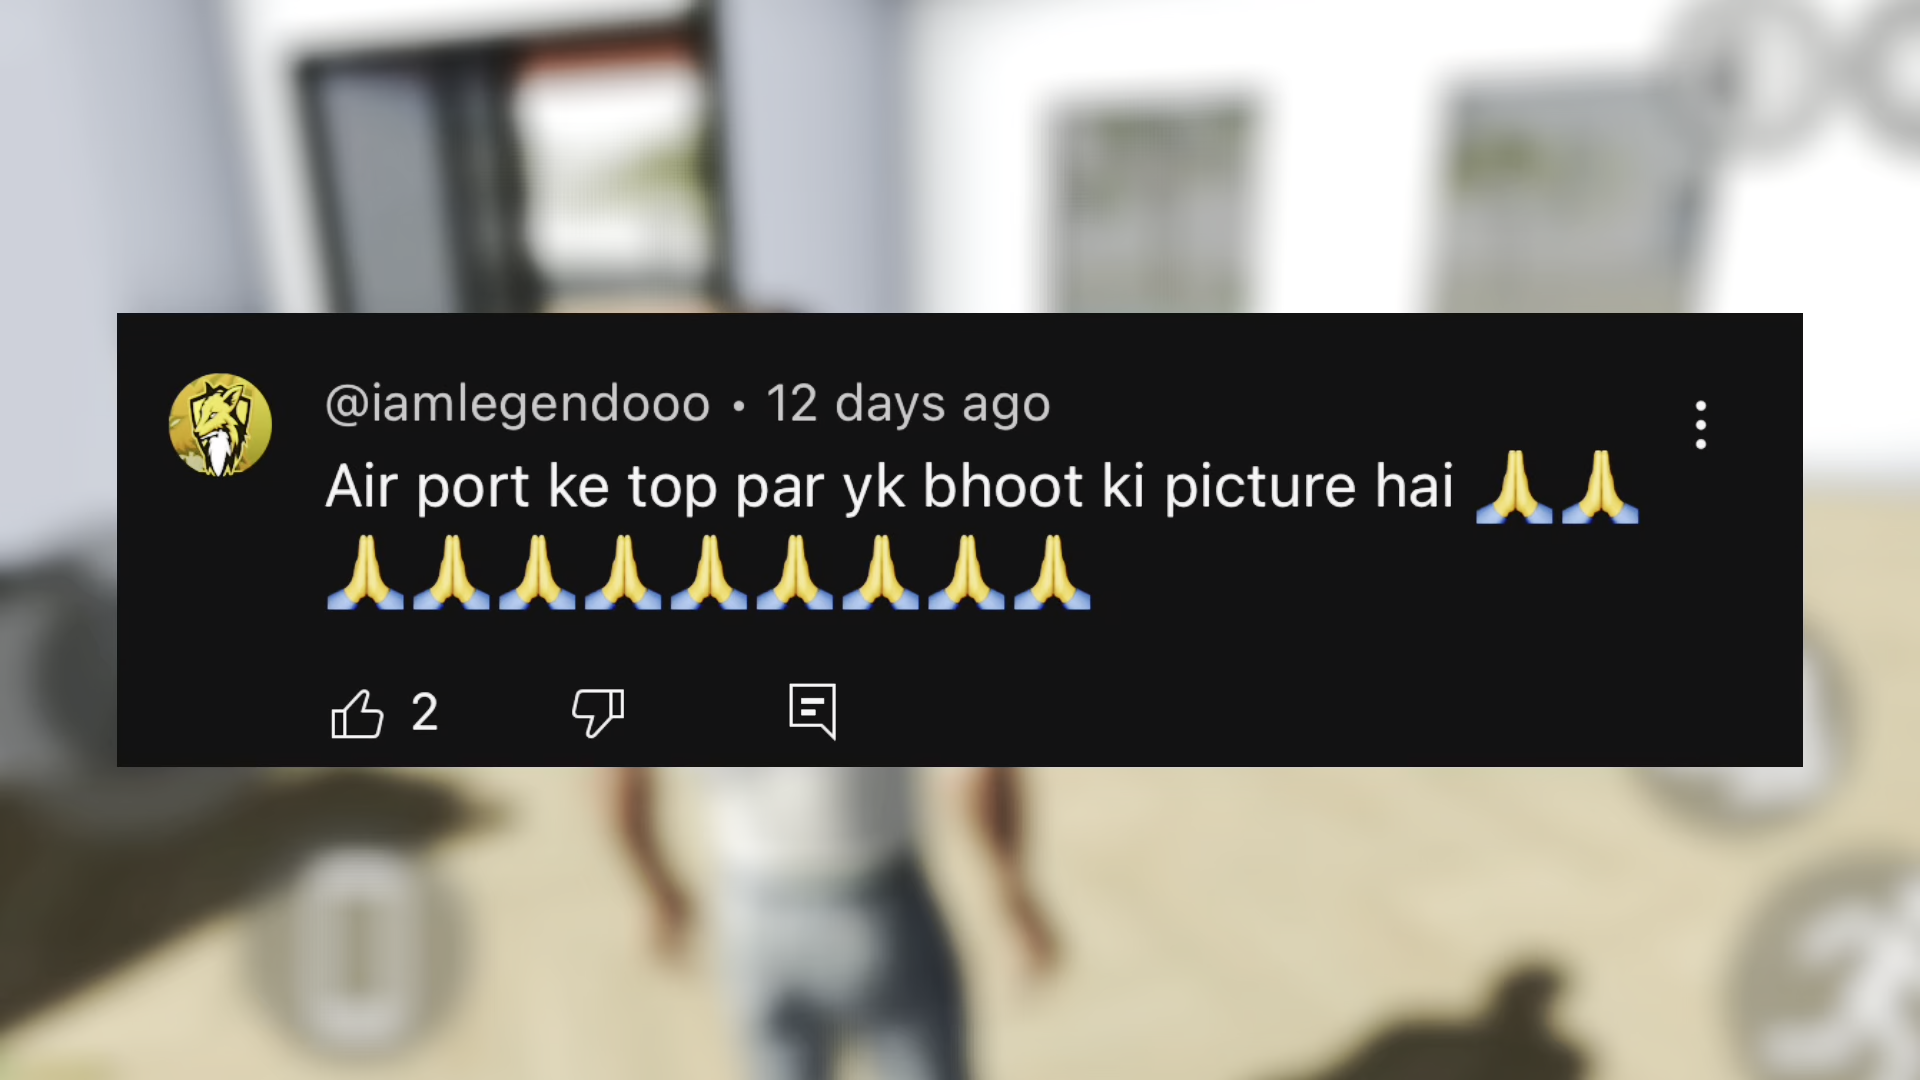 @iamlegendooo • 12 days ago
Air port ke top par yk bhoot ki picture hai 🙏🙏
🙏🙏🙏🙏🙏🙏🙏🙏🙏
2